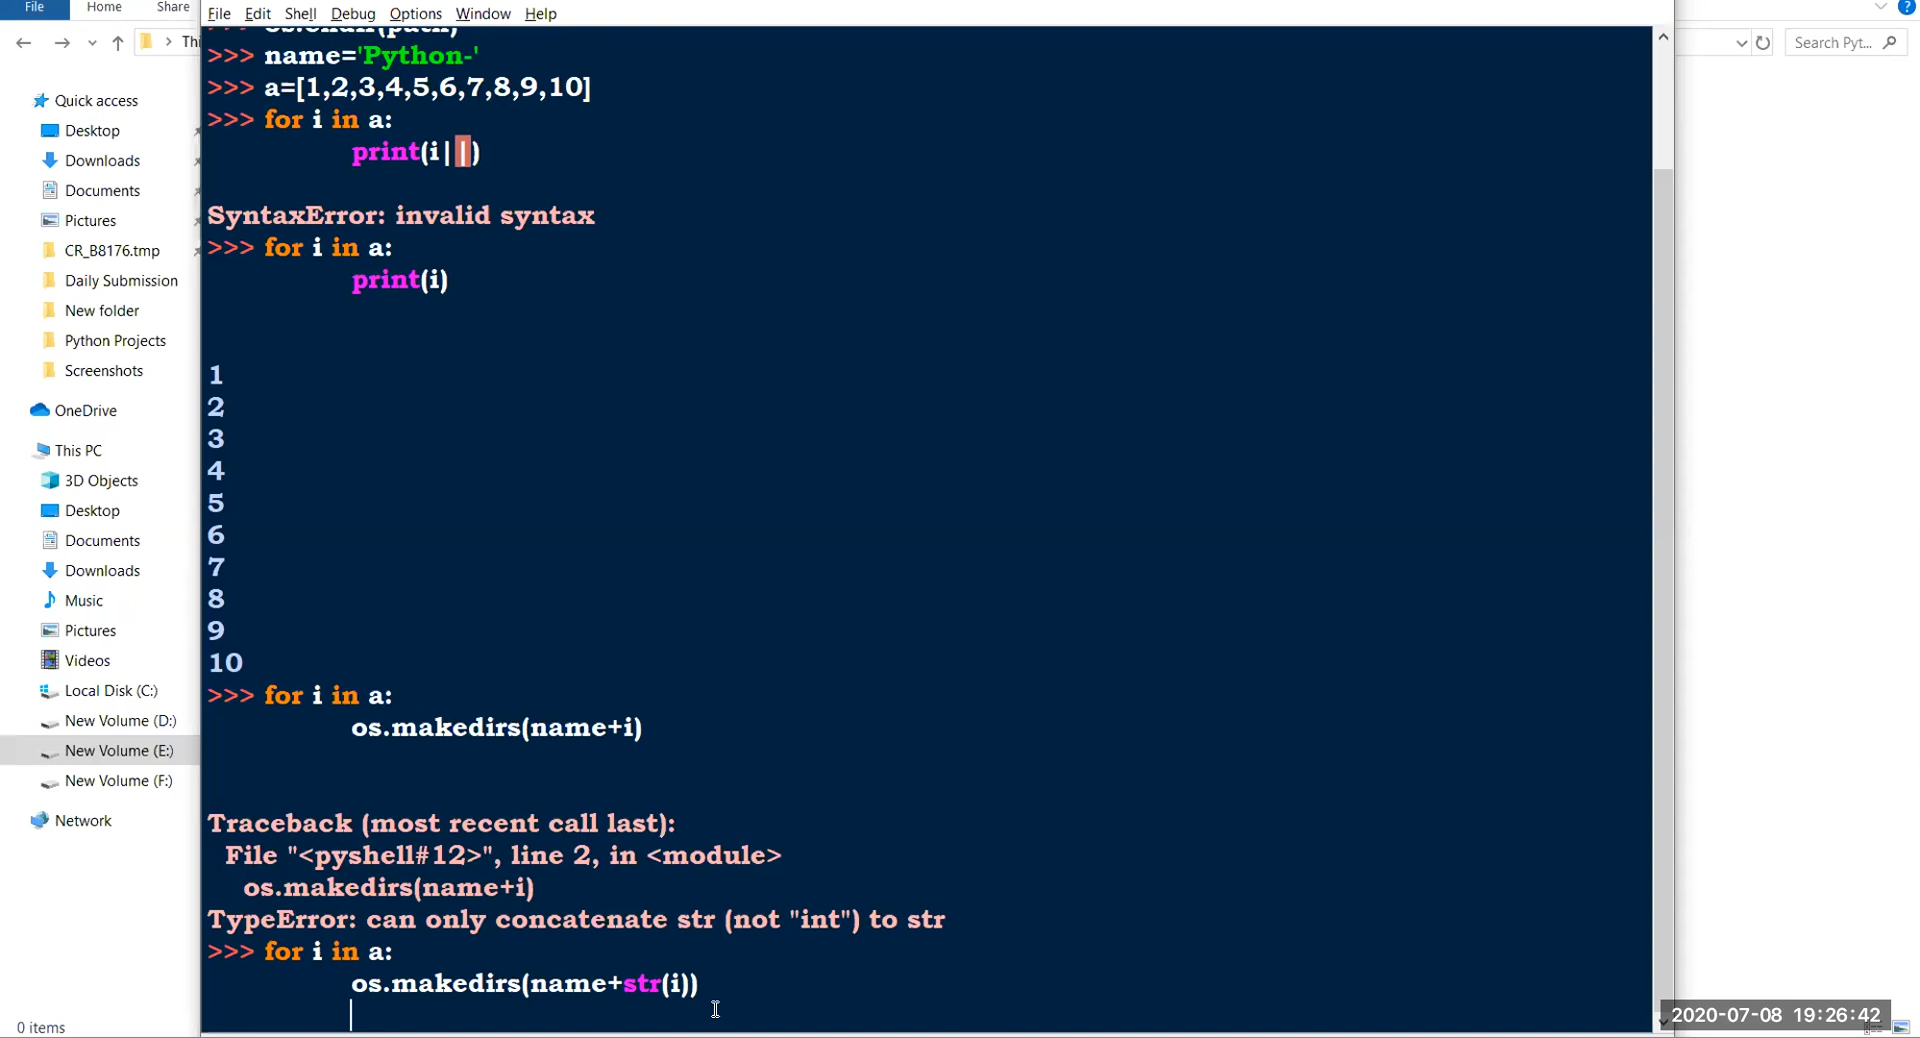 File Home Share
File Edit Shell Debug Options Window Help
Search Pyt...
Quick access
Desktop
Downloads
Documents
Pictures
CR_B8176.tmp
Daily Submission
New folder
Python Projects
Screenshots
OneDrive
This PC
3D Objects
Desktop
Documents
Downloads
Music
Pictures
Videos
Local Disk (C:)
New Volume (D:)
New Volume (E:)
New Volume (F:)
Network
0 items
>>> name='Python-'
>>> a=[1,2,3,4,5,6,7,8,9,10]
>>> for i in a:
print(i||)
SyntaxError: invalid syntax
>>> for i in a:
print(i)
1
2
3
4
5
6
7
8
9
10
>>> for i in a:
os.makedirs(name+i)
Traceback (most recent call last):
File "<pyshell#12>", line 2, in <module>
os.makedirs(name+i)
TypeError: can only concatenate str (not "int") to str
>>> for i in a:
os.makedirs(name+str(i))
2020-07-08 19:26:42